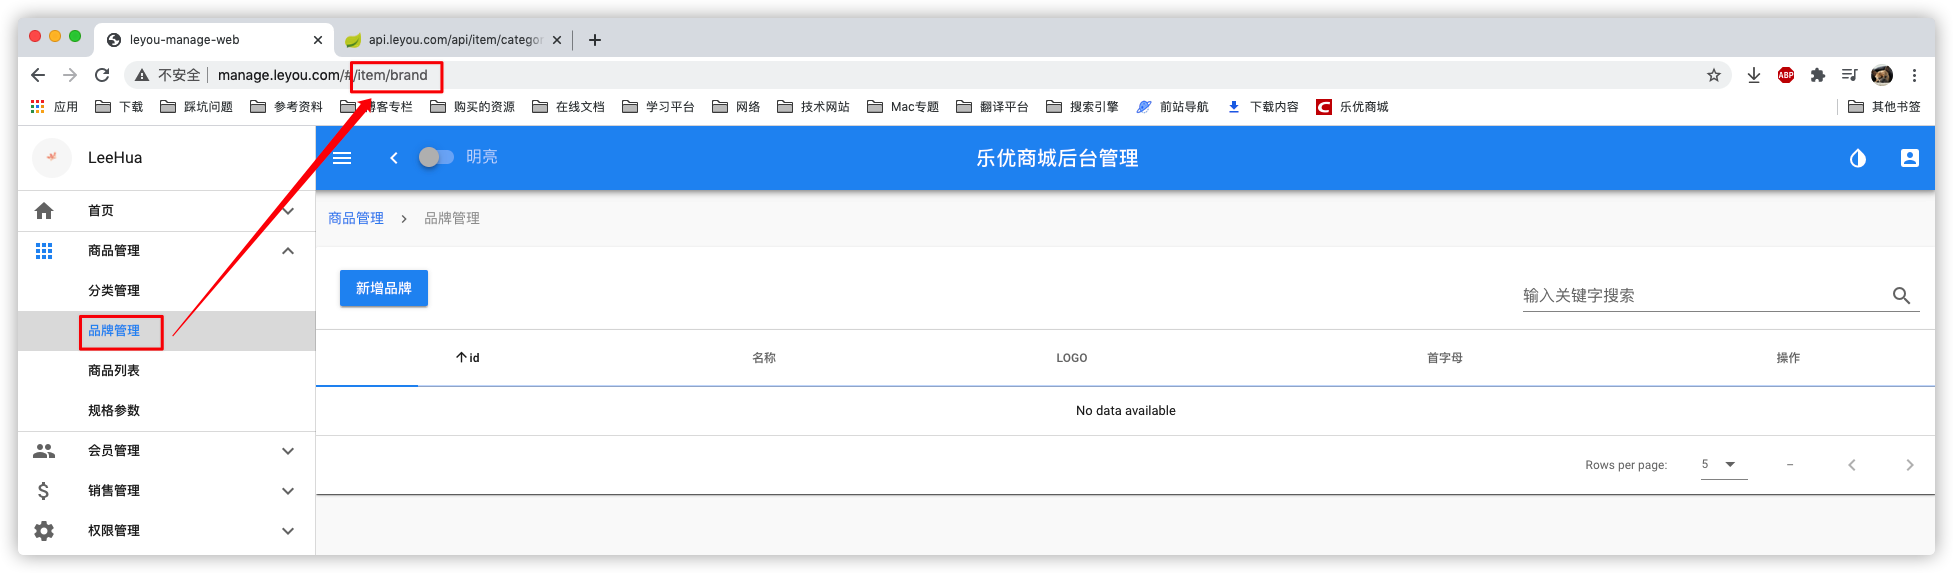 leyou-manage-web
api.leyou.com/api/item/categor
不安全 manage.leyou.com/#/item/brand
应用 下载 踩坑问题 参考资料 博客专栏 购买的资源 在线文档 学习平台 网络 技术网站 Mac专题 翻译平台 搜索引擎 前站导航 下载内容 乐优商城 其他书签
ABP
C
LeeHua
明亮
乐优商城后台管理
首页
商品管理
分类管理
品牌管理
商品列表
规格参数
会员管理
销售管理
权限管理
商品管理 > 品牌管理
新增品牌
输入关键字搜索
id 名称 LOGO 首字母 操作
No data available
Rows per page: 5 –